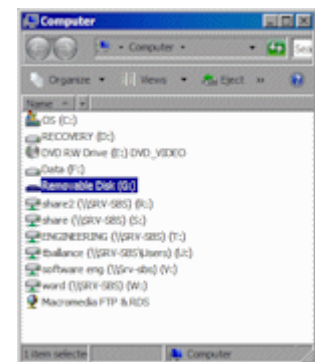 Computer
Computer
Sea
Organize Views Eject »
Name
OS (C:)
RECOVERY (D:)
DVD RW Drive (E:) DVD_VIDEO
Data (F:)
Removable Disk (G:)
share2 (\\SRV-SBS) (R:)
share (\\SRV-SBS) (S:)
ENGINEERING (\\SRV-SBS) (T:)
tballance (\\SRV-SBS\Users) (U:)
software eng (\\Srv-sbs) (V:)
word (\\SRV-SBS) (W:)
Macromedia FTP & RDS
1 item selecte Computer